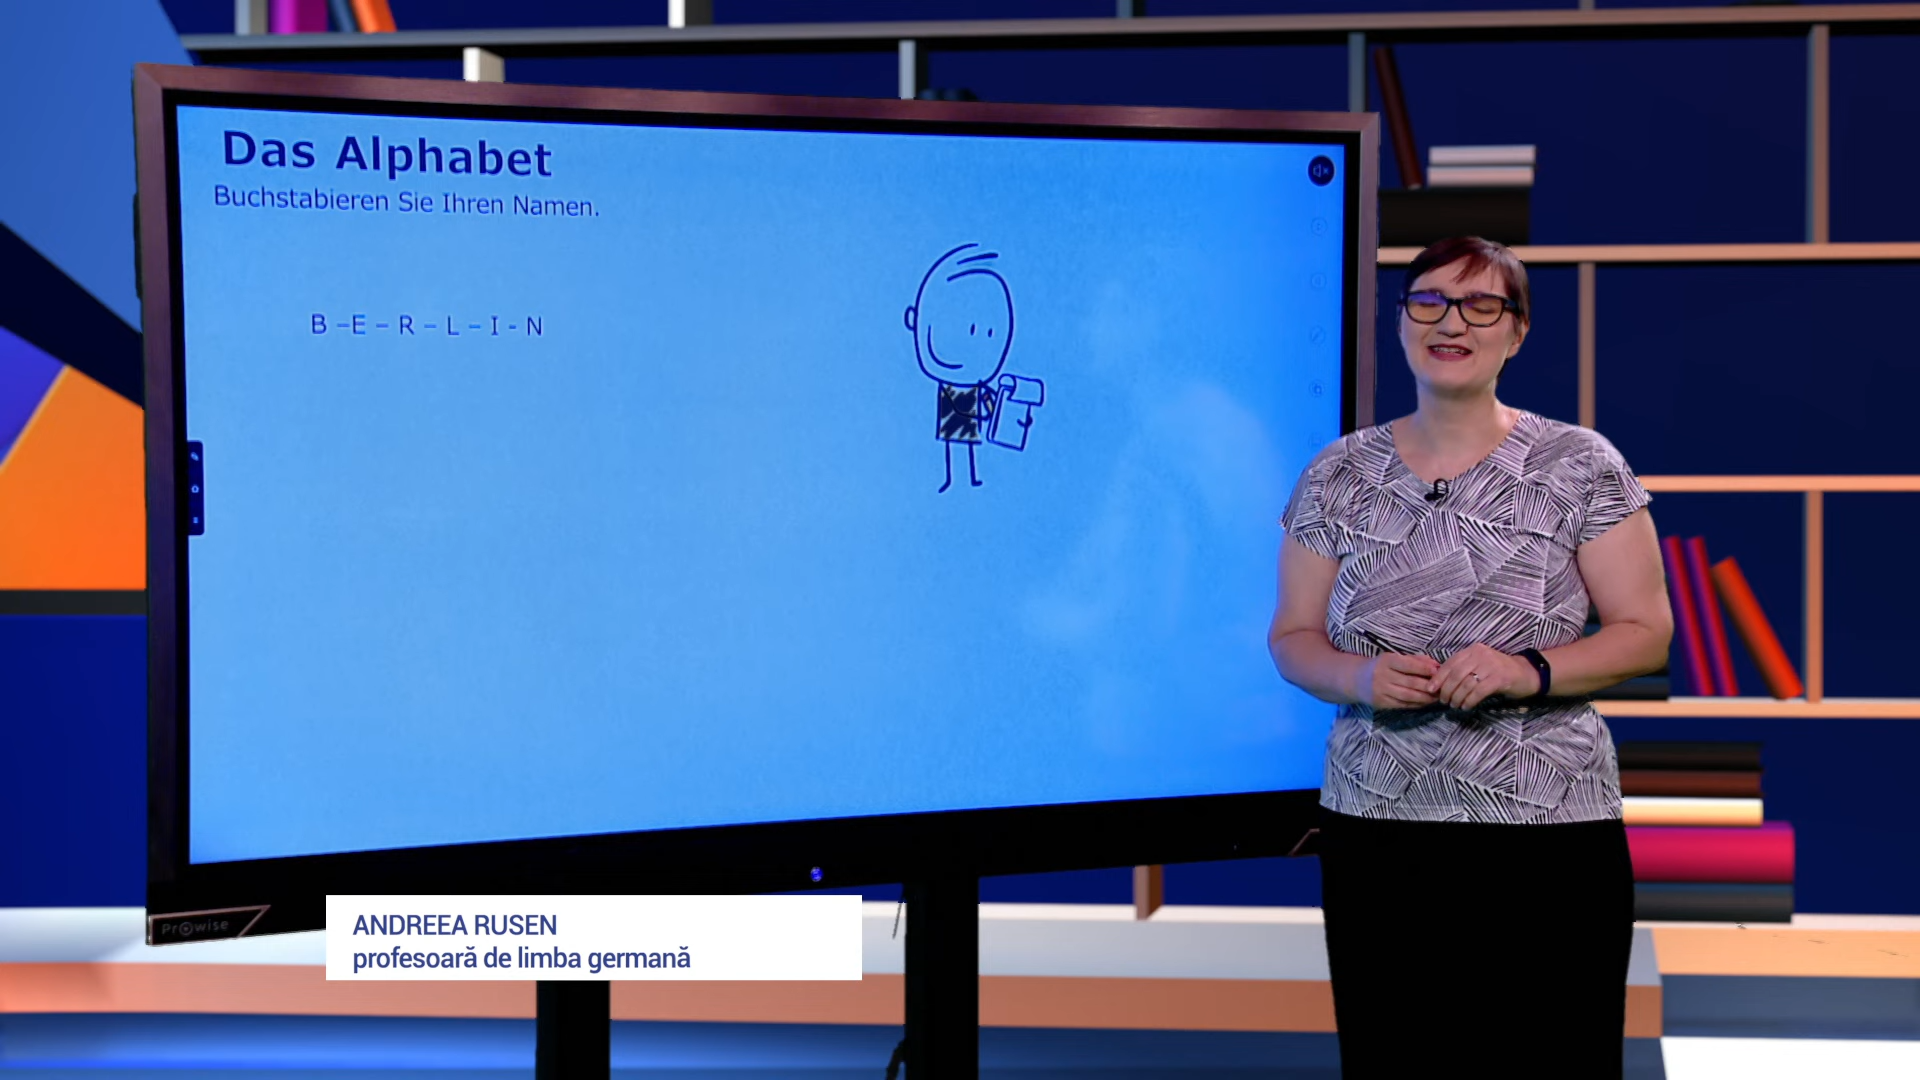 Das Alphabet
Buchstabieren Sie Ihren Namen.
B – E – R – L – I - N
Prowise
ANDREEA RUSEN
profesoară de limba germană